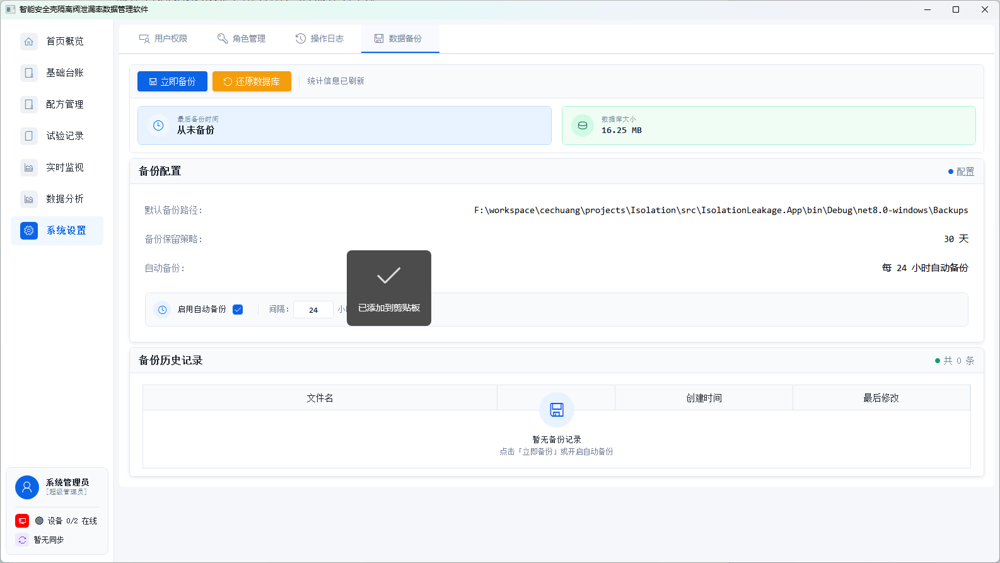 智能安全壳隔离阀泄漏率数据管理软件
首页概览
基础台账
配方管理
试验记录
实时监视
数据分析
系统设置
系统管理员
[超级管理员]
设备 0/2 在线
暂无同步
用户权限
角色管理
操作日志
数据备份
立即备份
还原数据库
统计信息已刷新
最后备份时间
从未备份
数据库大小
16.25 MB
备份配置
配置
默认备份路径:
F:\workspace\cechuang\projects\Isolation\src\IsolationLeakage.App\bin\Debug\net8.0-windows\Backups
备份保留策略:
30 天
自动备份:
每 24 小时自动备份
启用自动备份
间隔:
24
小
已添加到剪贴板
备份历史记录
共 0 条
文件名
创建时间
最后修改
暂无备份记录
点击「立即备份」或开启自动备份